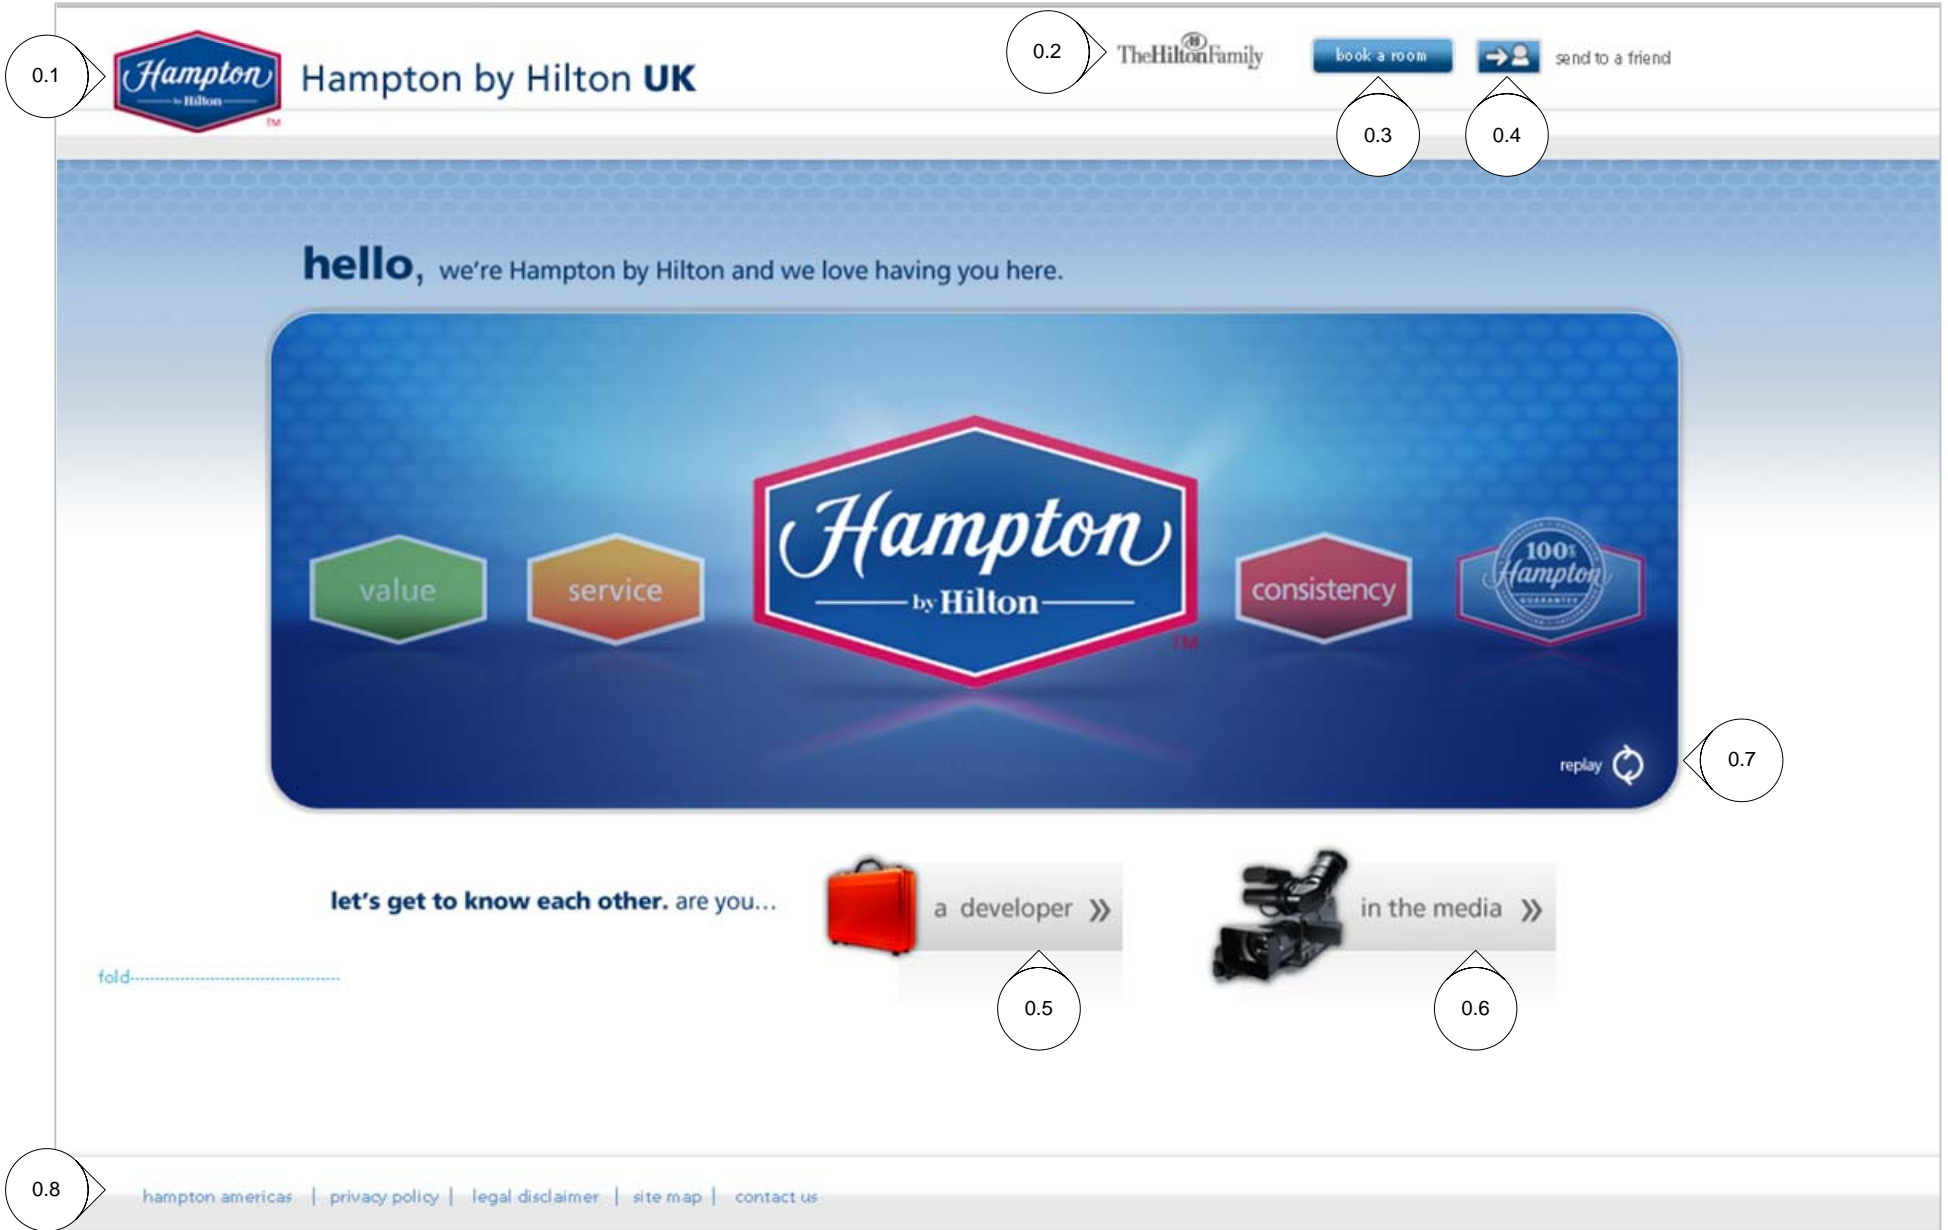 0.1
Hampton
by Hilton
TM
Hampton by Hilton UK
0.2
TheHiltonFamily
book a room
send to a friend
0.3
0.4
hello, we're Hampton by Hilton and we love having you here.
value
service
Hampton
by Hilton
TM
consistency
100%
Hampton
GUARANTEE
replay
0.7
let's get to know each other. are you...
a developer »
in the media »
fold
0.5
0.6
0.8
hampton americas | privacy policy | legal disclaimer | site map | contact us